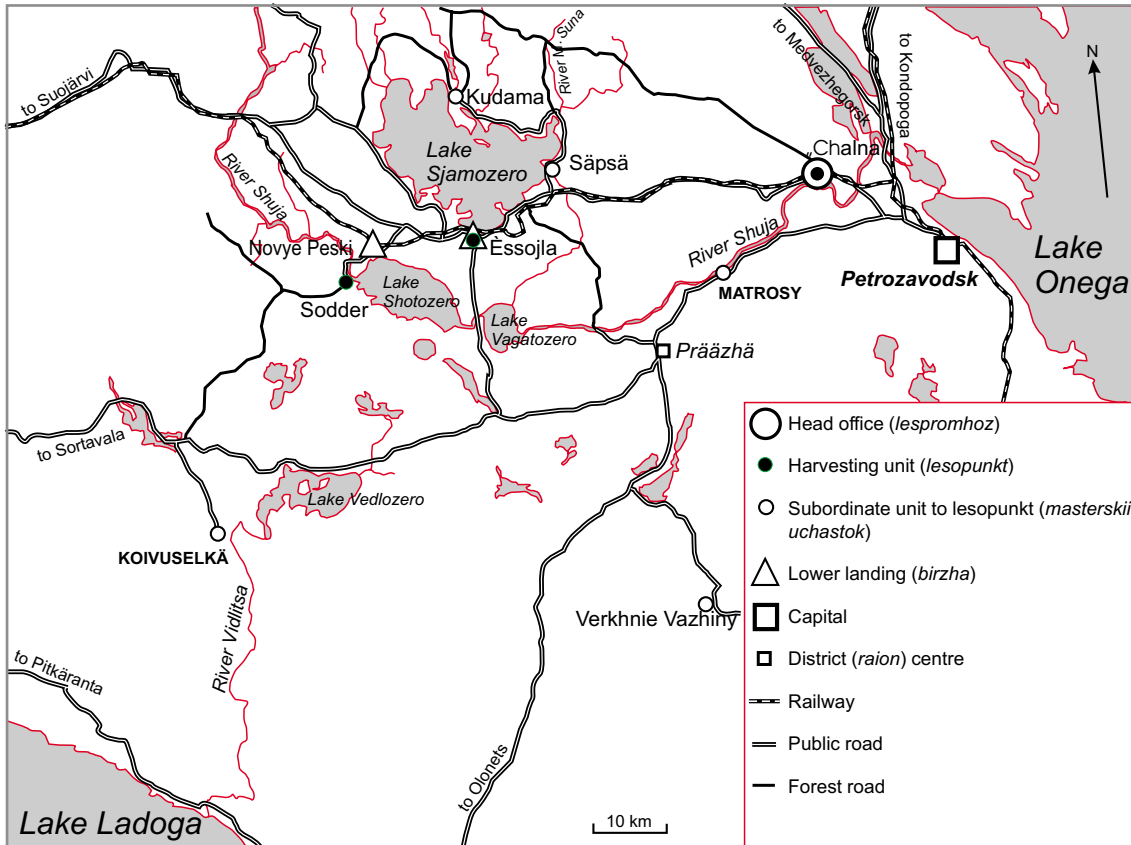 to Suojärvi
River M. Suna
to Medvezhegorsk
to Kondopoga
N
Kudama
Lake
Sjamozero
Säpsä
„Chalna
River Shuja
Novye Peski
Èssojla
River Shuja
Lake
Onega
Petrozavodsk
MATROSY
Sodder
Lake
Shotozero
Lake
Vagatozero
Prääzhä
to Sortavala
Lake Vedlozero
KOIVUSELKÄ
River Vidlitsa
Verkhnie Vazhiny
to Pitkäranta
to Olonets
Lake Ladoga
10 km
Head office (lespromhoz)
Harvesting unit (lesopunkt)
Subordinate unit to lesopunkt (masterskii
uchastok)
Lower landing (birzha)
Capital
District (raion) centre
Railway
Public road
Forest road